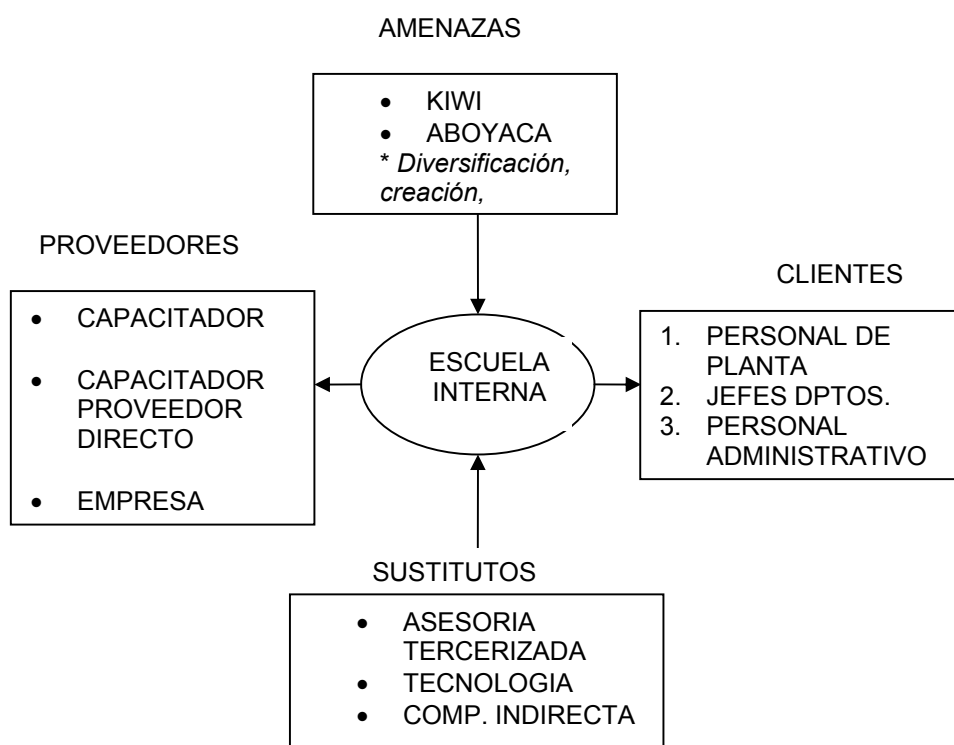 AMENAZAS
• KIWI
• ABOYACA
* Diversificación,
creación,
PROVEEDORES
• CAPACITADOR
• CAPACITADOR
PROVEEDOR
DIRECTO
• EMPRESA
ESCUELA
INTERNA
CLIENTES
1. PERSONAL DE
PLANTA
2. JEFES DPTOS.
3. PERSONAL
ADMINISTRATIVO
SUSTITUTOS
• ASESORIA
TERCERIZADA
• TECNOLOGIA
• COMP. INDIRECTA